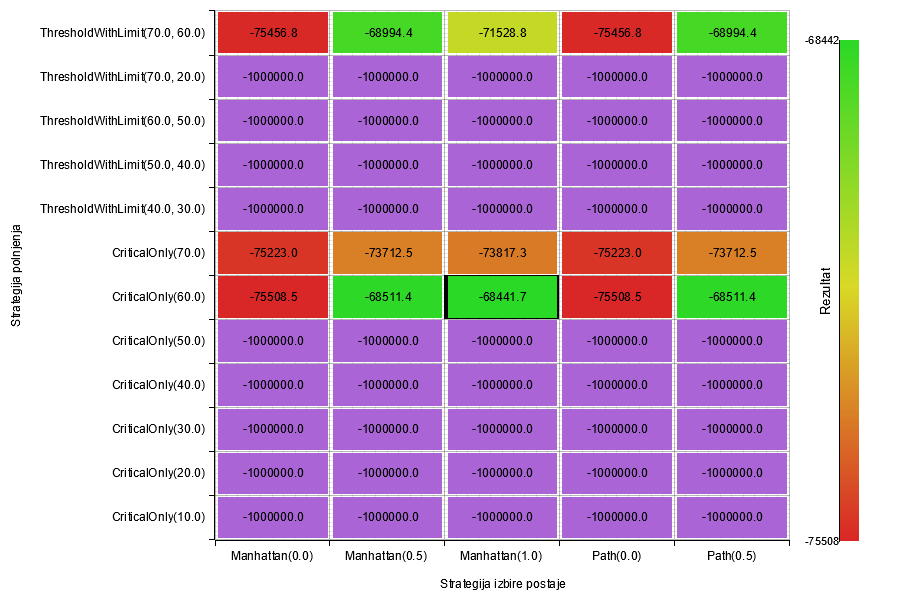 ThresholdWithLimit(70.0, 60.0) -75456.8 -68994.4 -71528.8 -75456.8 -68994.4
ThresholdWithLimit(70.0, 20.0) -1000000.0 -1000000.0 -1000000.0 -1000000.0 -1000000.0
ThresholdWithLimit(60.0, 50.0) -1000000.0 -1000000.0 -1000000.0 -1000000.0 -1000000.0
ThresholdWithLimit(50.0, 40.0) -1000000.0 -1000000.0 -1000000.0 -1000000.0 -1000000.0
ThresholdWithLimit(40.0, 30.0) -1000000.0 -1000000.0 -1000000.0 -1000000.0 -1000000.0
CriticalOnly(70.0) -75223.0 -73712.5 -73817.3 -75223.0 -73712.5
CriticalOnly(60.0) -75508.5 -68511.4 -68441.7 -75508.5 -68511.4
CriticalOnly(50.0) -1000000.0 -1000000.0 -1000000.0 -1000000.0 -1000000.0
CriticalOnly(40.0) -1000000.0 -1000000.0 -1000000.0 -1000000.0 -1000000.0
CriticalOnly(30.0) -1000000.0 -1000000.0 -1000000.0 -1000000.0 -1000000.0
CriticalOnly(20.0) -1000000.0 -1000000.0 -1000000.0 -1000000.0 -1000000.0
CriticalOnly(10.0) -1000000.0 -1000000.0 -1000000.0 -1000000.0 -1000000.0
Manhattan(0.0) Manhattan(0.5) Manhattan(1.0) Path(0.0) Path(0.5)
Strategija izbire postaje
Strategija polnjenja
-68442
Rezultat
-75508